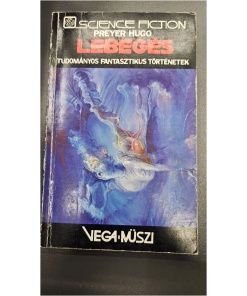 SCIENCE FICTION
PREYER HUGO
LEBEGÉS
TUDOMÁNYOS FANTASZTIKUS TÖRTÉNETEK
VEGA·MŰSZI